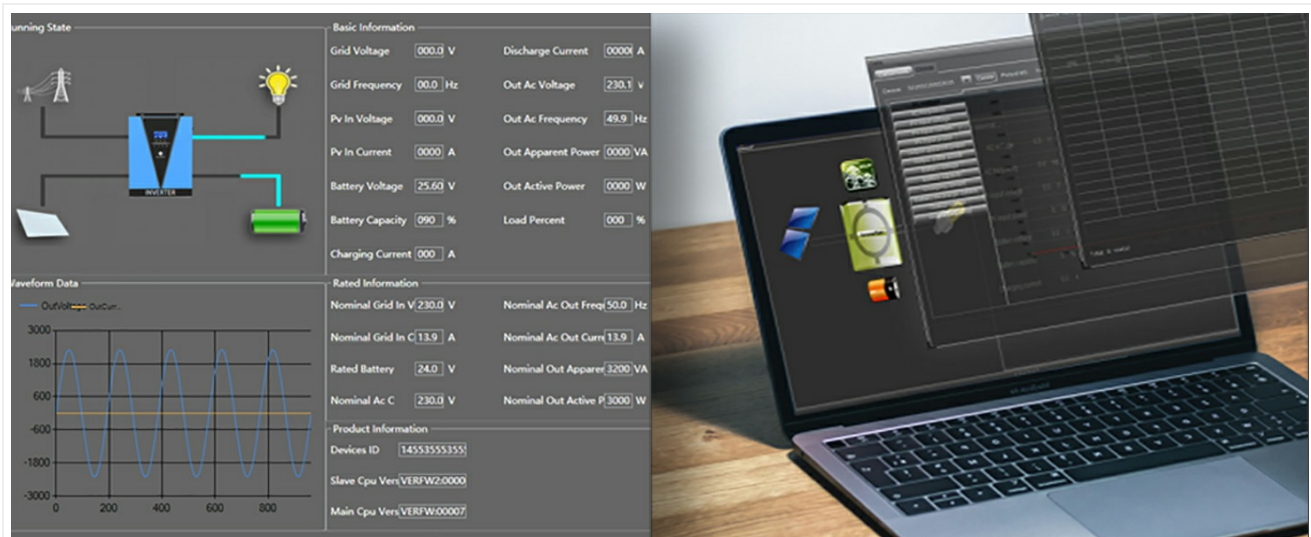 unning State
INVERTER
Basic Information
Grid Voltage 000.0 V Discharge Current 0000 A
Grid Frequency 00.0 Hz Out Ac Voltage 230.1 v
Pv In Voltage 000.0 V Out Ac Frequency 49.9 Hz
Pv In Current 0000 A Out Apparent Power 0000 VA
Battery Voltage 25.60 V Out Active Power 0000 W
Battery Capacity 090 % Load Percent 000 %
Charging Current 000 A
Waveform Data
OutVoltage OutCurr...
3000
1800
600
-600
-1800
-3000
0 200 400 600 800
Rated Information
Nominal Grid In V 230.0 V Nominal Ac Out Freq 50.0 Hz
Nominal Grid In C 13.9 A Nominal Ac Out Curre 13.9 A
Rated Battery 24.0 V Nominal Out Apparer 3200 VA
Nominal Ac C 230.0 V Nominal Out Active P 3000 W
Product Information
Devices ID 14553555355
Slave Cpu Vers VERFW2:0000
Main Cpu Vers VERFW:00007